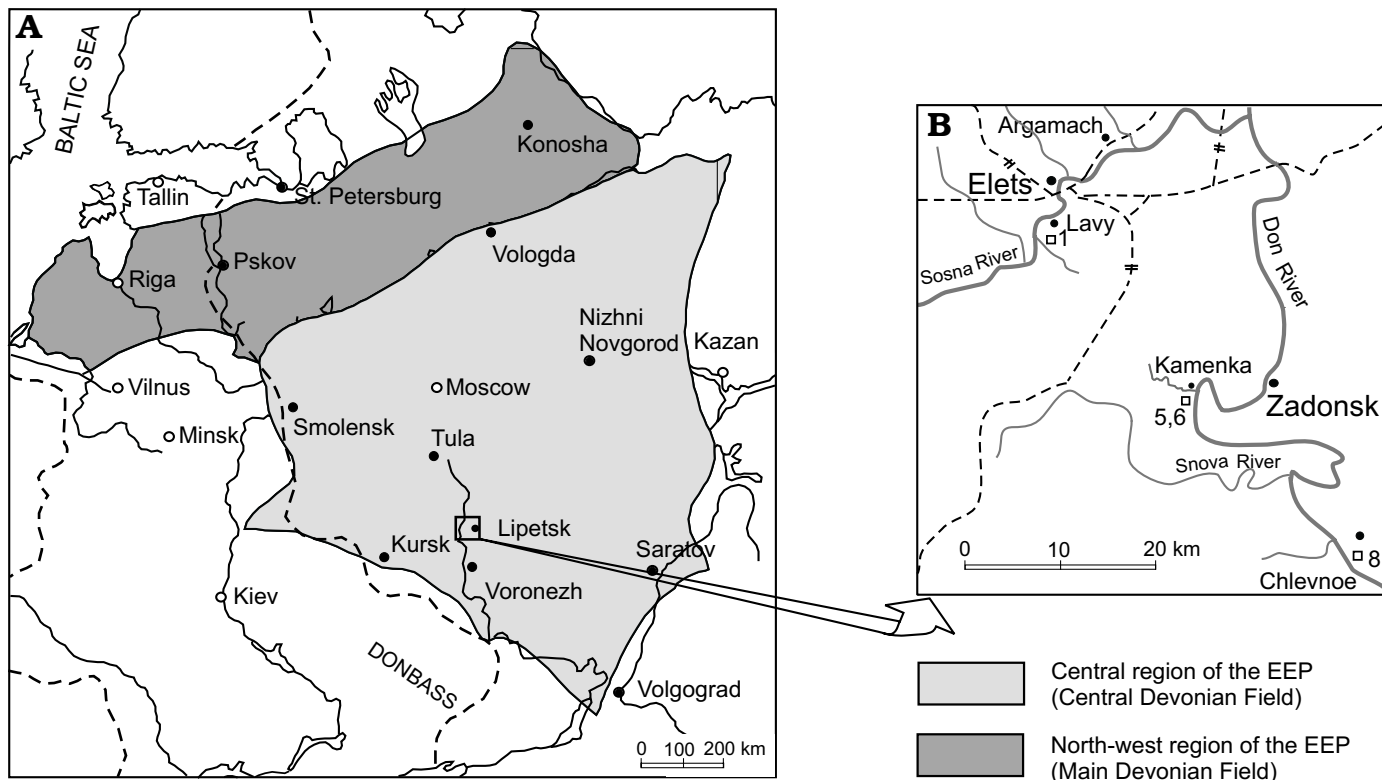 A
BALTIC SEA
Konosha
Tallin
St. Petersburg
Vologda
Riga
Pskov
Nizhni
Novgorod
Kazan
Vilnus
Moscow
Smolensk
Minsk
Tula
Lipetsk
Kursk
Saratov
Voronezh
Kiev
DONBASS
Volgograd
0 100 200 km
B
Argamach
Elets
Lavy
1
Sosna River
Don River
Kamenka
5,6
Zadonsk
Snova River
0 10 20 km
8
Chlevnoe
Central region of the EEP
(Central Devonian Field)
North-west region of the EEP
(Main Devonian Field)